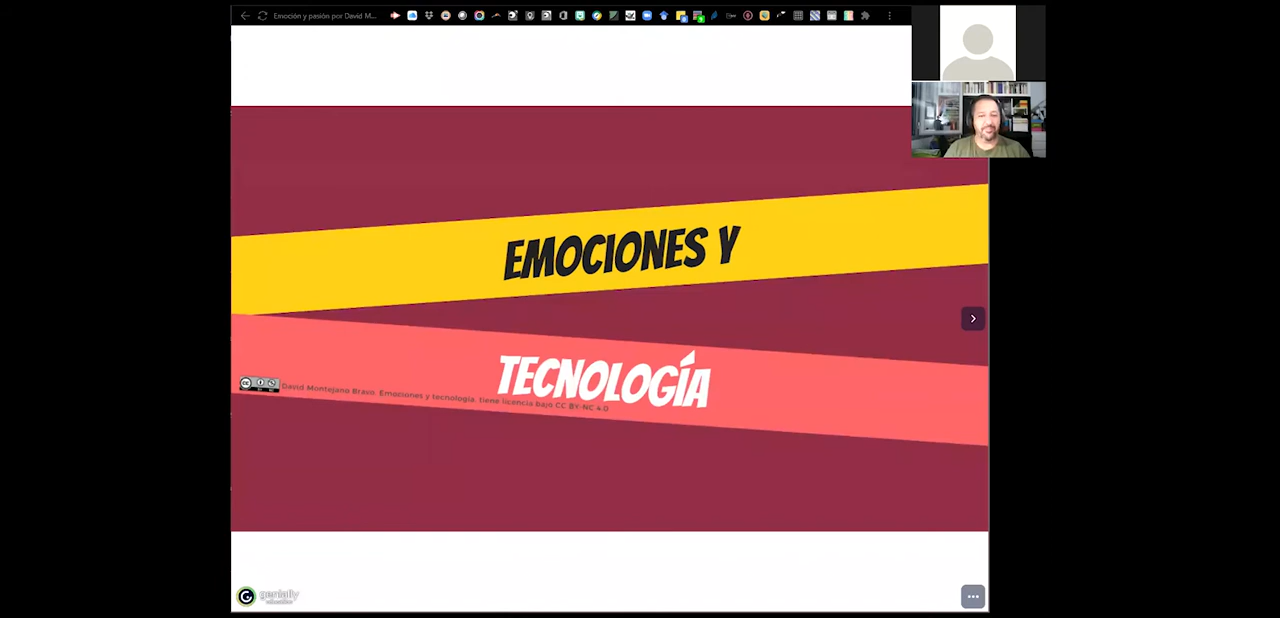 Emoción y pasión por David M...
EMOCIONES Y
TECNOLOGÍA
David Montejano Bravo. Emociones y tecnología. tiene licencia bajo CC BY-NC 4.0
genially